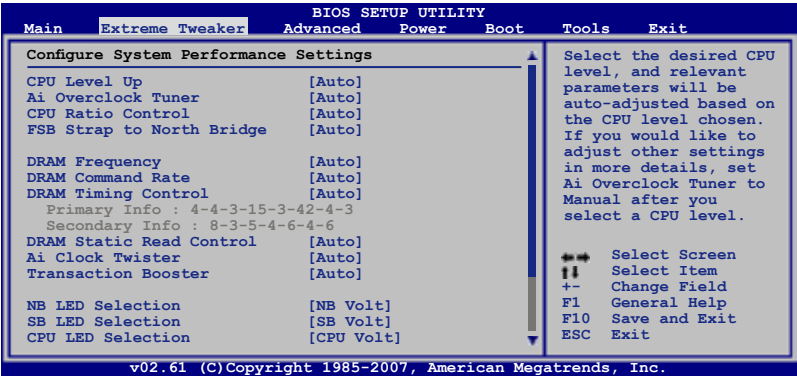 BIOS SETUP UTILITY
Main Extreme Tweaker Advanced Power Boot Tools Exit
Configure System Performance Settings
CPU Level Up [Auto]
Ai Overclock Tuner [Auto]
CPU Ratio Control [Auto]
FSB Strap to North Bridge [Auto]
DRAM Frequency [Auto]
DRAM Command Rate [Auto]
DRAM Timing Control [Auto]
Primary Info : 4-4-3-15-3-42-4-3
Secondary Info : 8-3-5-4-6-4-6
DRAM Static Read Control [Auto]
Ai Clock Twister [Auto]
Transaction Booster [Auto]
NB LED Selection [NB Volt]
SB LED Selection [SB Volt]
CPU LED Selection [CPU Volt]
Select the desired CPU
level, and relevant
parameters will be
auto-adjusted based on
the CPU level chosen.
If you would like to
adjust other settings
in more details, set
Ai Overclock Tuner to
Manual after you
select a CPU level.
←→ Select Screen
↑↓ Select Item
+- Change Field
F1 General Help
F10 Save and Exit
ESC Exit
v02.61 (C)Copyright 1985-2007, American Megatrends, Inc.